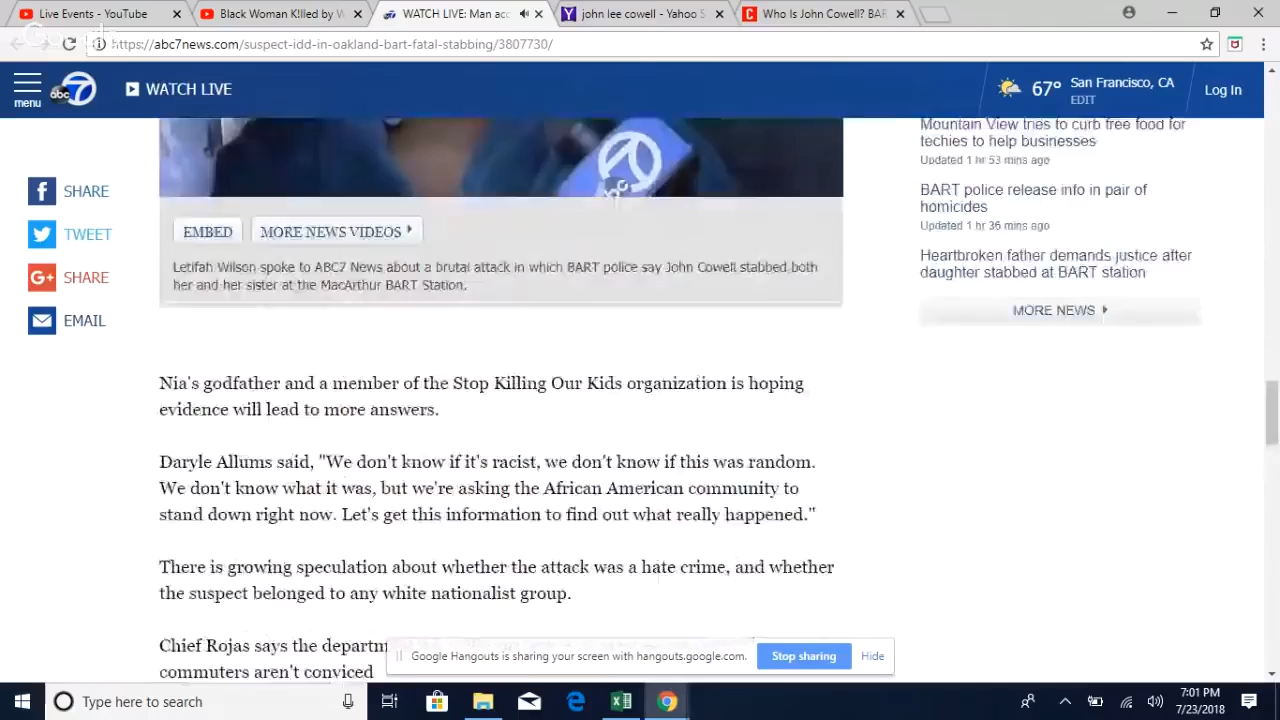 Live Events - YouTube
Black Woman K!lled by W
WATCH LIVE: Man acc
john lee cowell - Yahoo S
Who Is John Cowell? BAR
https://abc7news.com/suspect-idd-in-oakland-bart-fatal-stabbing/3807730/
menu
abc 7
WATCH LIVE
67°
San Francisco, CA
EDIT
Log In
SHARE
TWEET
SHARE
EMAIL
EMBED
MORE NEWS VIDEOS
Letifah Wilson spoke to ABC7 News about a brutal attack in which BART police say John Cowell stabbed both
her and her sister at the MacArthur BART Station.
Mountain View tries to curb free food for
techies to help businesses
Updated 1 hr 53 mins ago
BART police release info in pair of
homicides
Updated 1 hr 36 mins ago
Heartbroken father demands justice after
daughter stabbed at BART station
MORE NEWS
Nia's godfather and a member of the Stop Killing Our Kids organization is hoping
evidence will lead to more answers.
Daryle Allums said, "We don't know if it's racist, we don't know if this was random.
We don't know what it was, but we're asking the African American community to
stand down right now. Let's get this information to find out what really happened."
There is growing speculation about whether the attack was a hate crime, and whether
the suspect belonged to any white nationalist group.
Chief Rojas says the departm
commuters aren't conviced
Google Hangouts is sharing your screen with hangouts.google.com.
Stop sharing
Hide
Type here to search
7:01 PM
7/23/2018